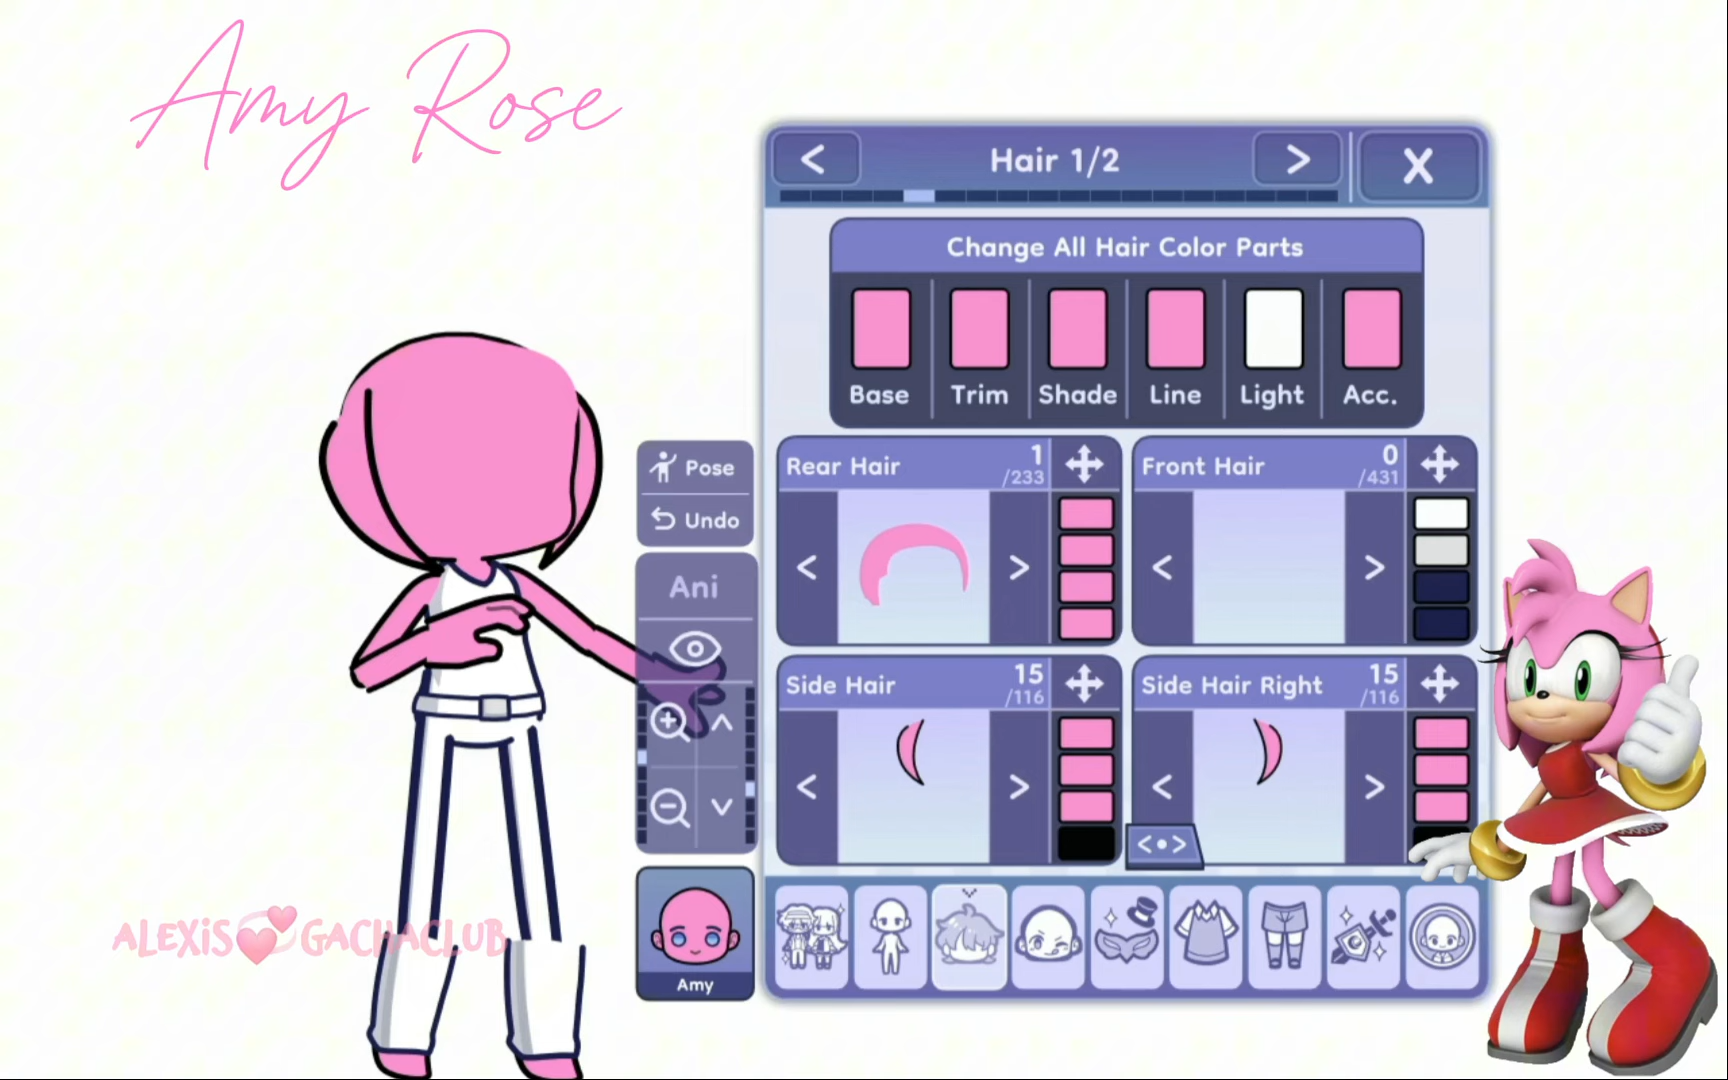 Amy Rose
Hair 1/2
X
Change All Hair Color Parts
Base Trim Shade Line Light Acc.
Rear Hair 1/233
Front Hair 0/431
Pose
Undo
Ani
Side Hair 15/116
Side Hair Right 15/116
ALEXiS GACHACLUB
Amy